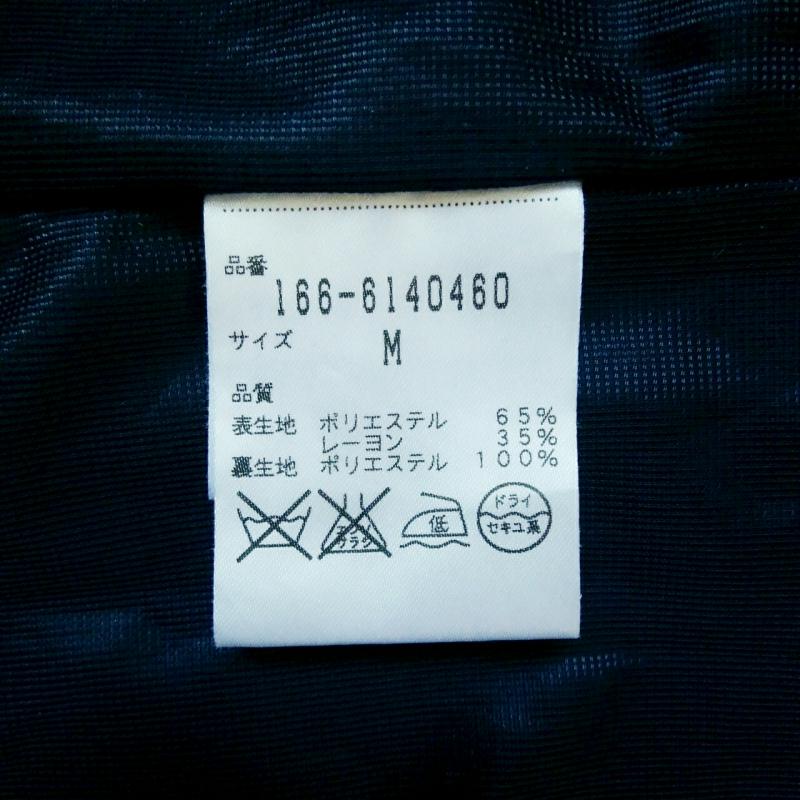 品番
166-6140460
サイズ M
品質
表生地 ポリエステル 65%
レーヨン 35%
裏生地 ポリエステル 100%
低
ドライ
セキユ系